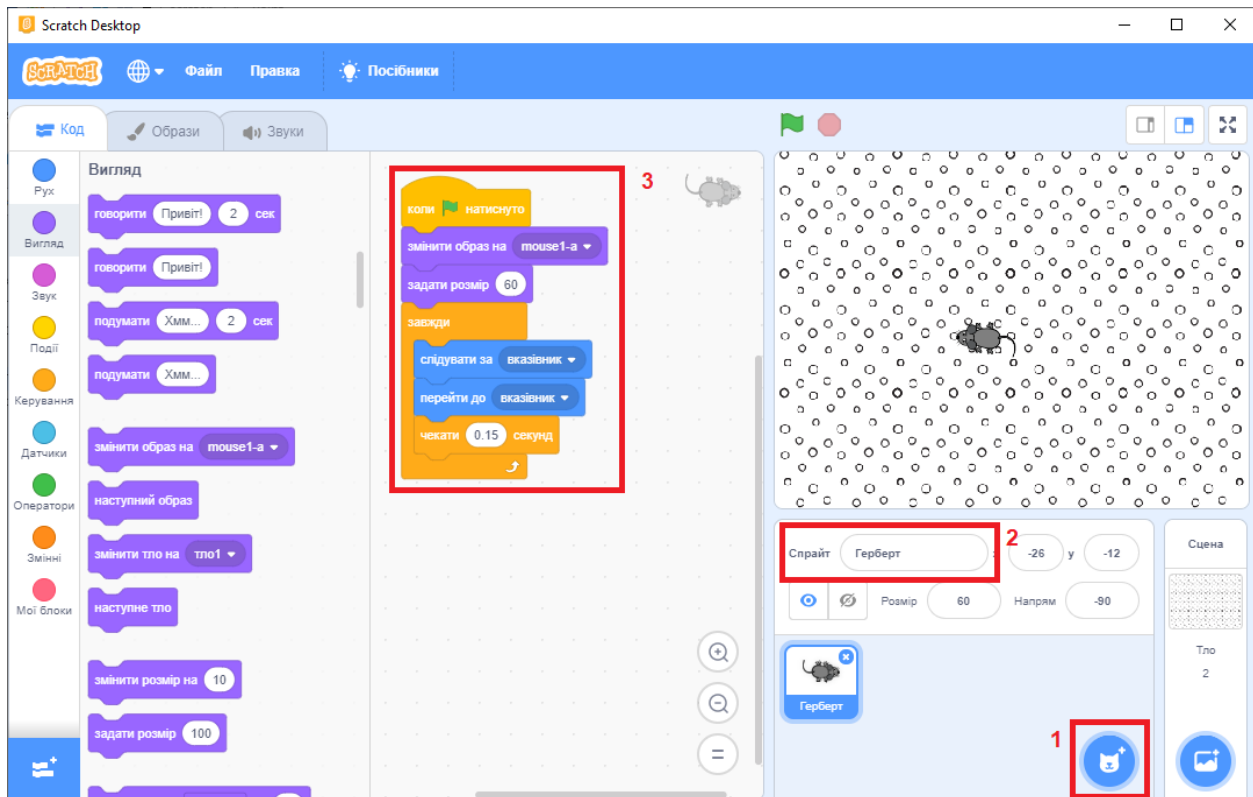 Scratch Desktop
SCRATCH
Файл
Правка
Посібники
Код
Образи
Звуки
Рух
Вигляд
Звук
Події
Керування
Датчики
Оператори
Змінні
Мої блоки
Вигляд
говорити Привіт! 2 сек
говорити Привіт!
подумати Хмм... 2 сек
подумати Хмм...
змінити образ на mouse1-a
наступний образ
змінити тло на тло1
наступне тло
змінити розмір на 10
задати розмір 100
3
коли натиснуто
змінити образ на mouse1-a
задати розмір 60
завжди
слідувати за вказівник
перейти до вказівник
чекати 0.15 секунд
Спрайт Герберт
2
-26 y -12
Розмір 60 Напрям -90
Герберт
1
Сцена
Тло
2